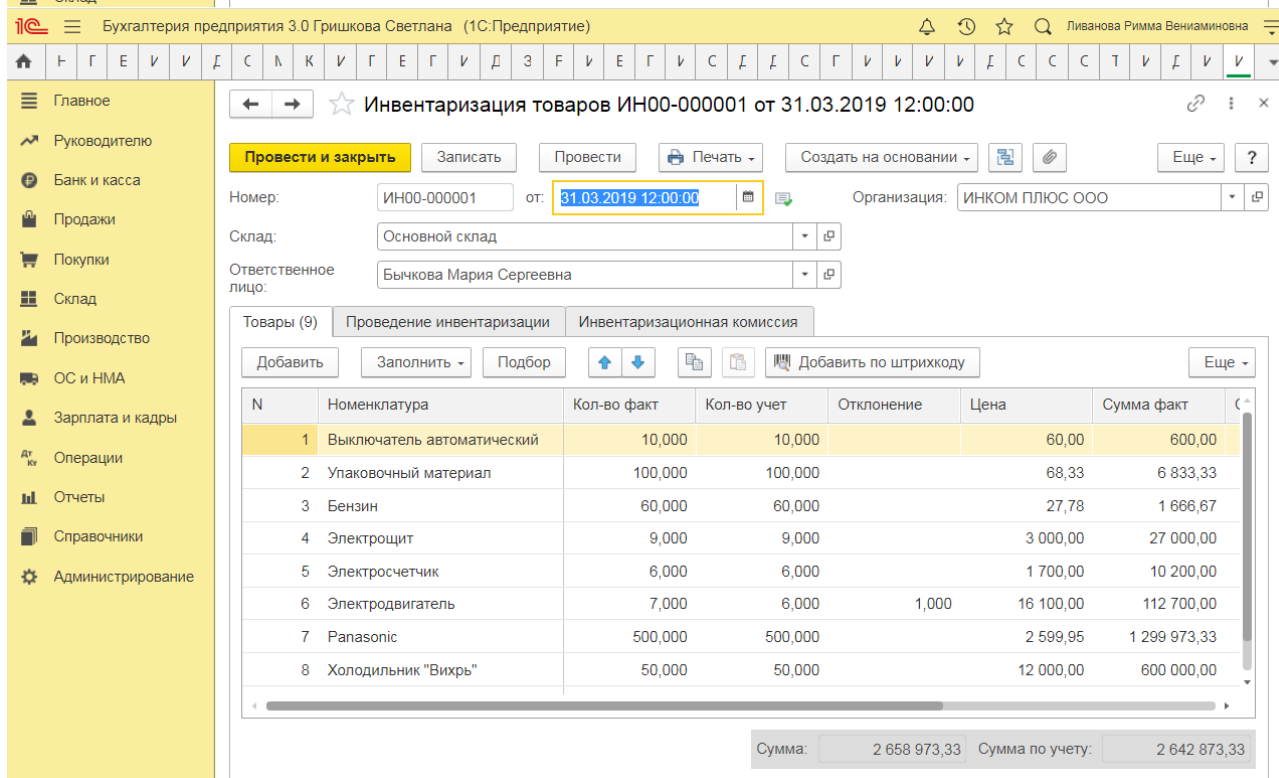 Склад
1С Бухгалтерия предприятия 3.0 Гришкова Светлана (1С:Предприятие) Ливанова Римма Вениаминовна
Г Е И И С К И Г Е Г И Д З F И Е Г И С С Г И И И И С С С Т И И И
Главное
Руководителю
Банк и касса
Продажи
Покупки
Склад
Производство
ОС и НМА
Зарплата и кадры
Дт Кт Операции
Отчеты
Справочники
Администрирование
Инвентаризация товаров ИН00-000001 от 31.03.2019 12:00:00
Провести и закрыть Записать Провести Печать Создать на основании Еще ?
Номер: ИН00-000001 от: 31.03.2019 12:00:00 Организация: ИНКОМ ПЛЮС ООО
Склад: Основной склад
Ответственное
лицо: Бычкова Мария Сергеевна
Товары (9) Проведение инвентаризации Инвентаризационная комиссия
Добавить Заполнить Подбор Добавить по штрихкоду Еще
N Номенклатура Кол-во факт Кол-во учет Отклонение Цена Сумма факт
1 Выключатель автоматический 10,000 10,000 60,00 600,00
2 Упаковочный материал 100,000 100,000 68,33 6 833,33
3 Бензин 60,000 60,000 27,78 1 666,67
4 Электрощит 9,000 9,000 3 000,00 27 000,00
5 Электросчетчик 6,000 6,000 1 700,00 10 200,00
6 Электродвигатель 7,000 6,000 1,000 16 100,00 112 700,00
7 Panasonic 500,000 500,000 2 599,95 1 299 973,33
8 Холодильник "Вихрь" 50,000 50,000 12 000,00 600 000,00
Сумма: 2 658 973,33 Сумма по учету: 2 642 873,33